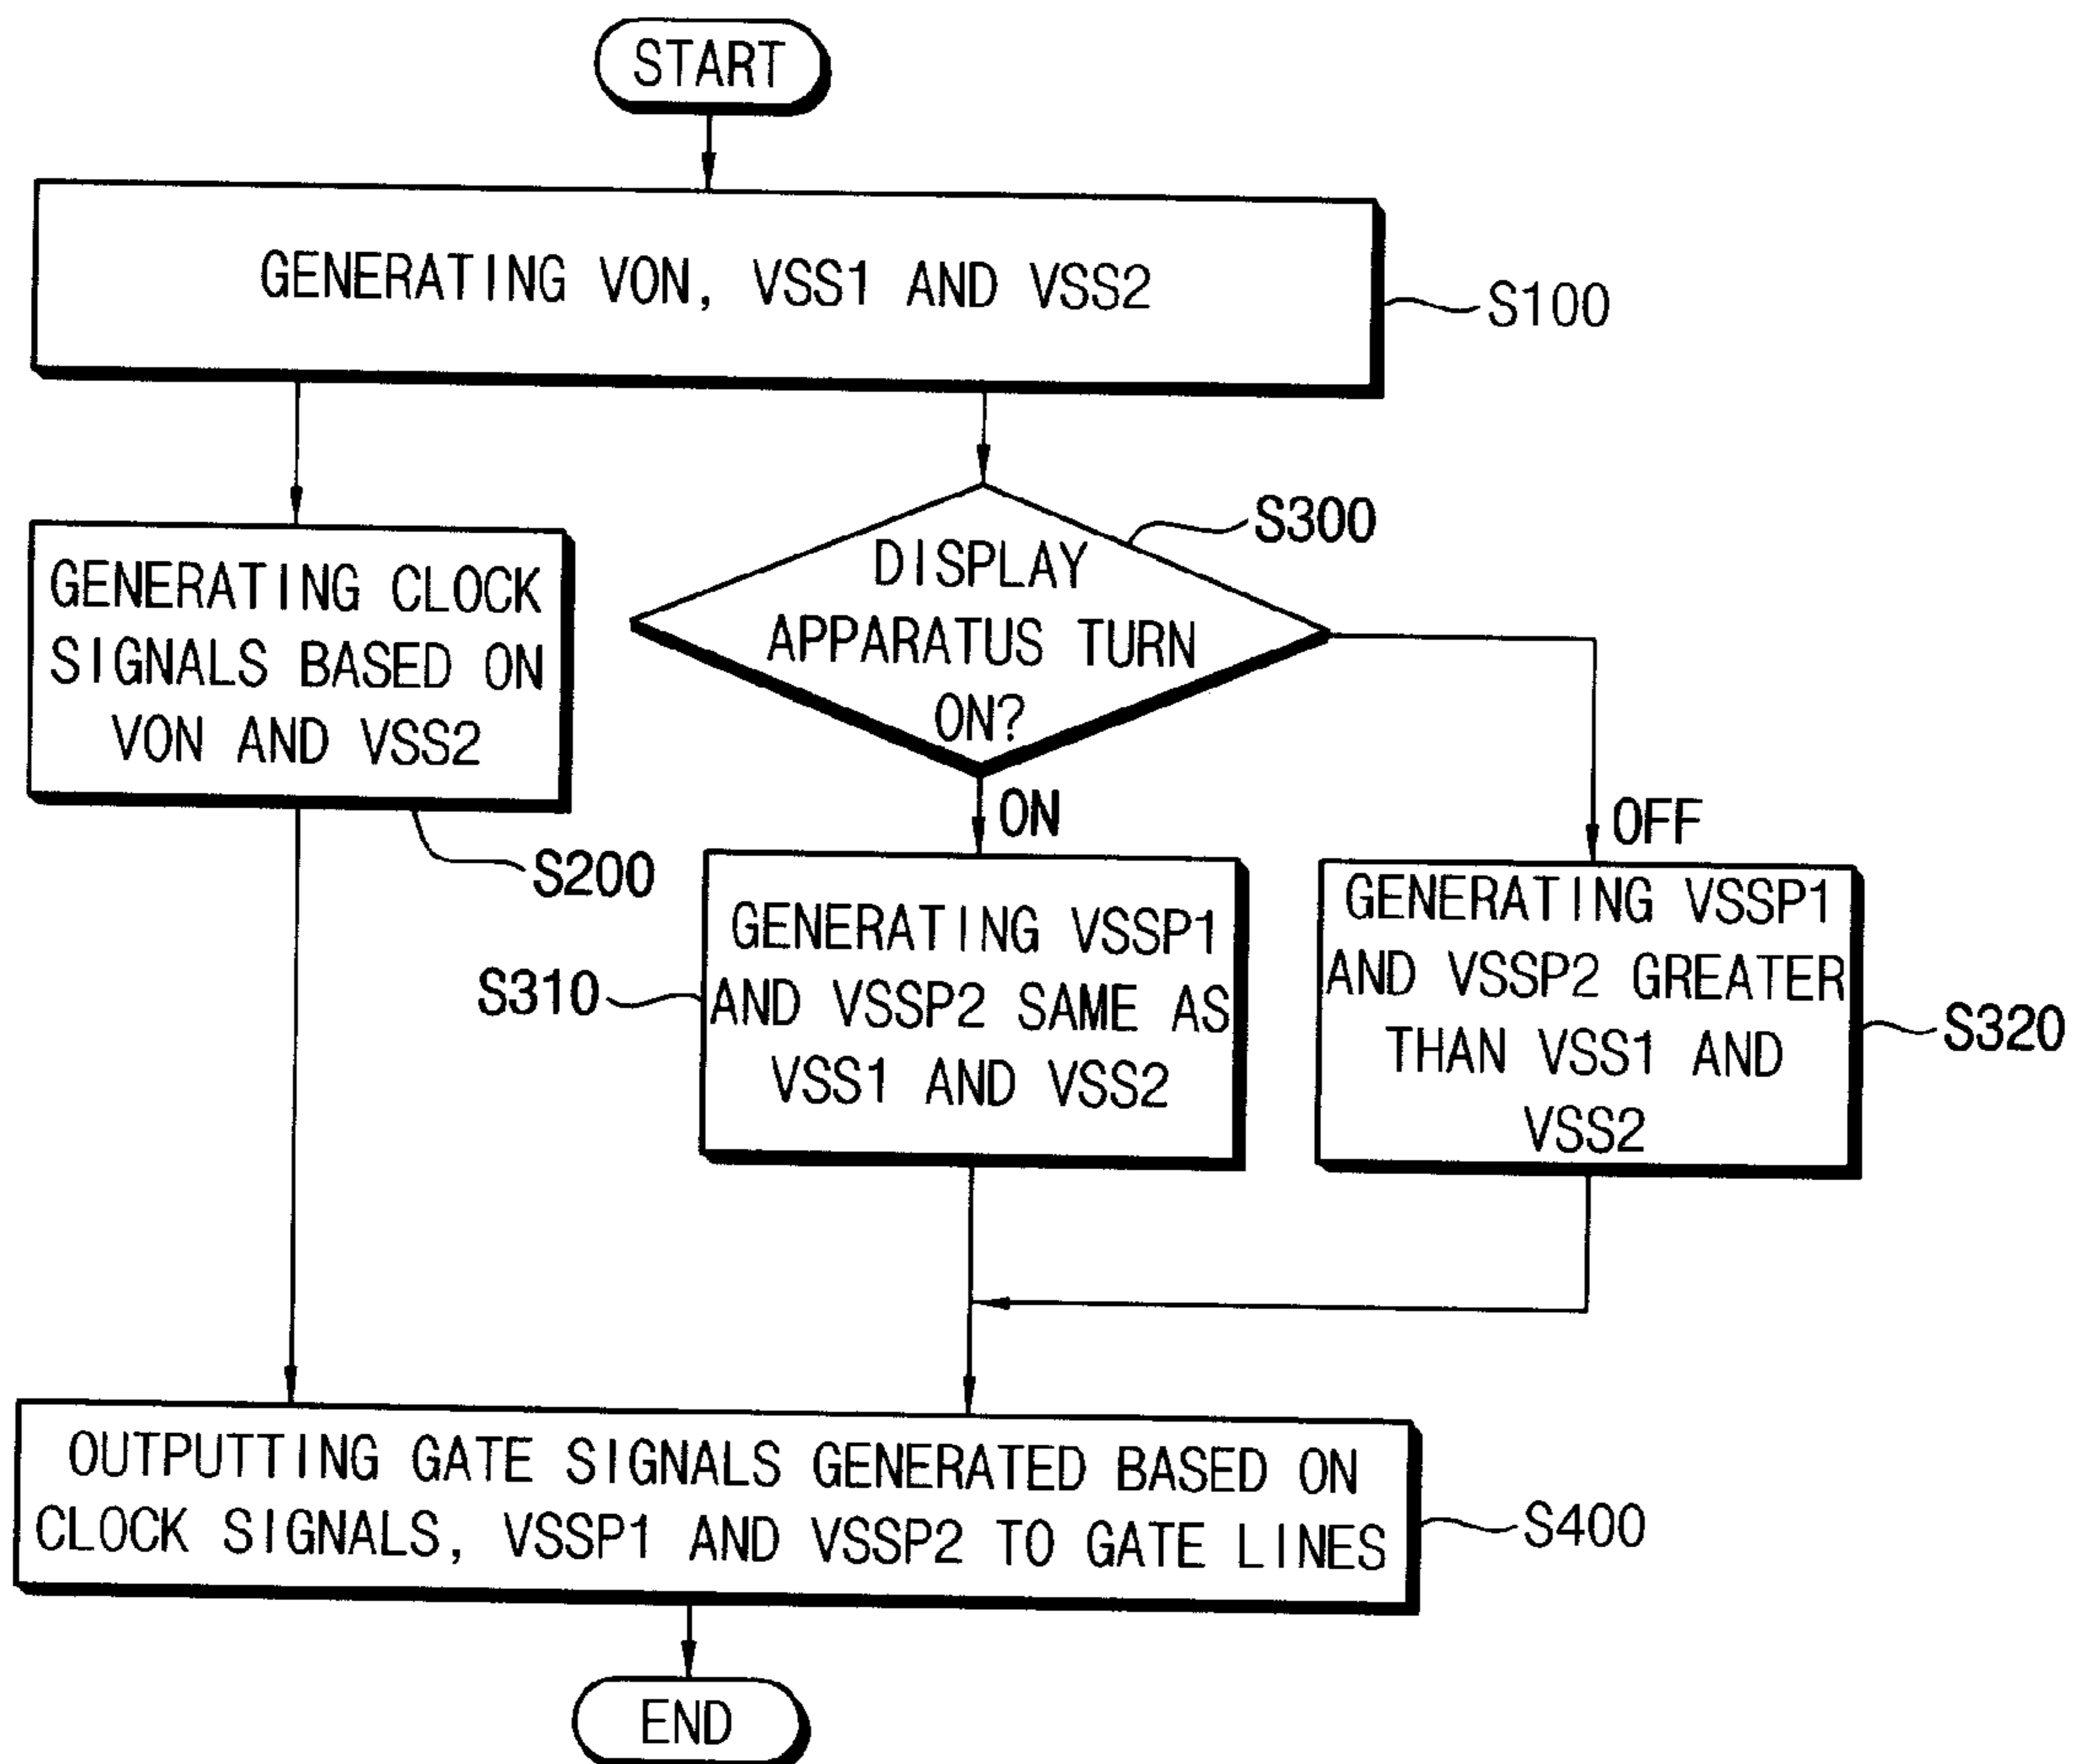 START
GENERATING VON, VSS1 AND VSS2
S100
GENERATING CLOCK
SIGNALS BASED ON
VON AND VSS2
S200
S300
DISPLAY
APPARATUS TURN
ON?
ON
OFF
S310
GENERATING VSSP1
AND VSSP2 SAME AS
VSS1 AND VSS2
GENERATING VSSP1
AND VSSP2 GREATER
THAN VSS1 AND
VSS2
S320
OUTPUTTING GATE SIGNALS GENERATED BASED ON
CLOCK SIGNALS, VSSP1 AND VSSP2 TO GATE LINES
S400
END